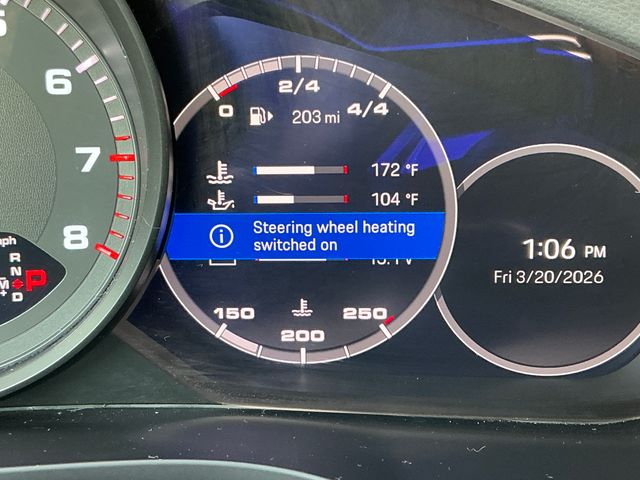 6
7
8
mph
R
N
M
+
D
P
2/4
0
4/4
203 mi
172 °F
104 °F
Steering wheel heating
switched on
150
250
200
1:06 PM
Fri 3/20/2026